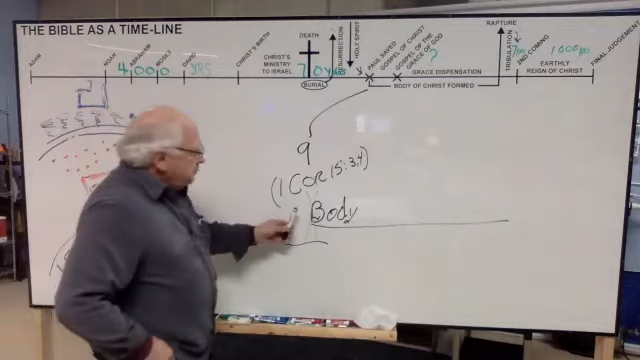 THE BIBLE AS A TIME-LINE
ADAM
NOAH
ABRAHAM
MOSES
DAVID
CHRIST'S BIRTH
CHRIST'S
MINISTRY
TO ISRAEL
DEATH
BURIAL
RESURRECTION
HOLY SPIRIT
PAUL SAVED
GOSPEL OF CHRIST
GOSPEL OF THE
GRACE OF GOD
?
GRACE DISPENSATION
BODY OF CHRIST FORMED
RAPTURE
TRIBULATION
2ND COMING
1000
EARTHLY
REIGN OF CHRIST
FINAL JUDGEMENT
4,000
9
(1 COR 15:3,4)
Body